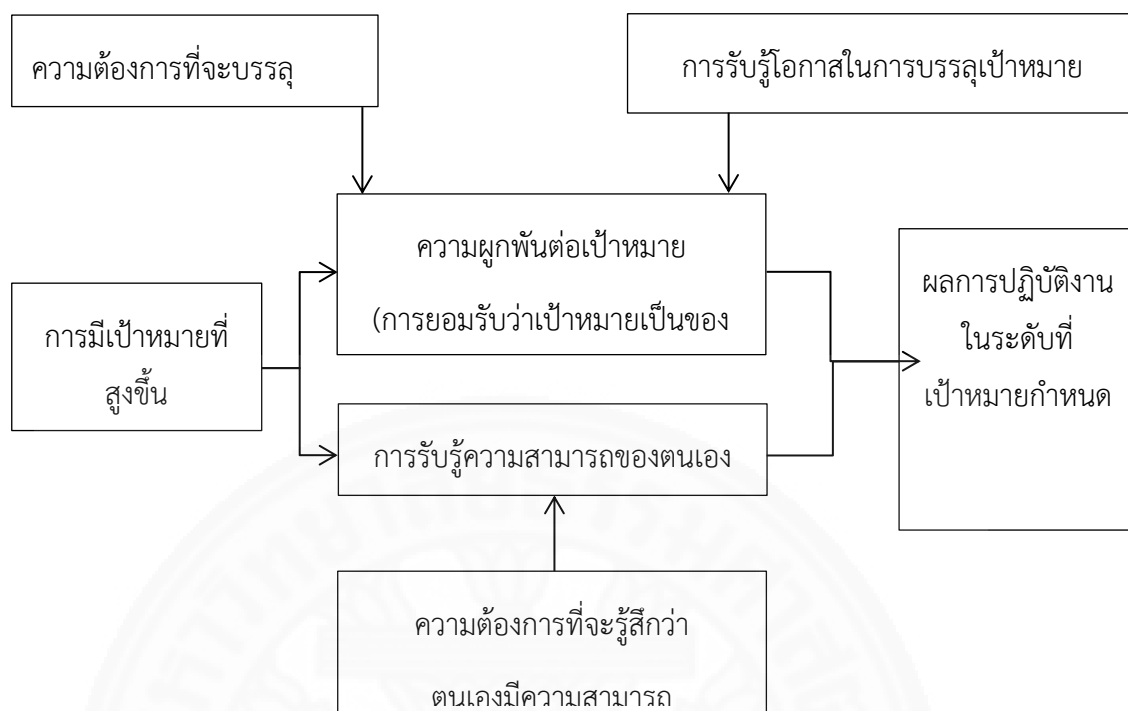 ความต้องการที่จะบรรลุ
การรับรู้โอกาสในการบรรลุเป้าหมาย
ความผูกพันต่อเป้าหมาย
(การยอมรับว่าเป้าหมายเป็นของ
การมีเป้าหมายที่
สูงขึ้น
ผลการปฏิบัติงาน
ในระดับที่
เป้าหมายกำหนด
การรับรู้ความสามารถของตนเอง
ความต้องการที่จะรู้สึกว่า
ตนเองมีความสามารถ